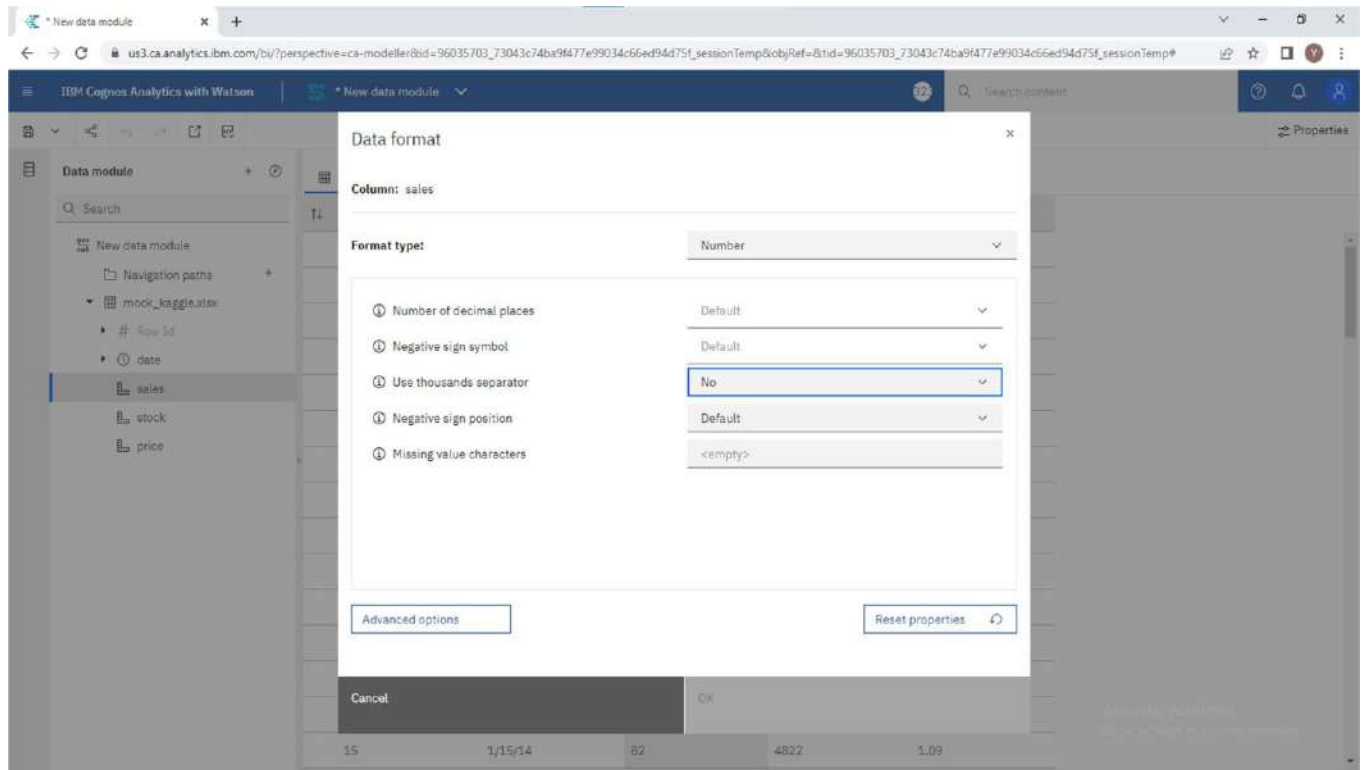 * New data module
us3.ca.analytics.ibm.com/bi/?perspective=ca-modeller&id=96035703_73043c74ba9f477e99034c66ed94d75f_sessionTemp&objRef=&tid=96035703_73043c74ba9f477e99034c66ed94d75f_sessionTemp#
IBM Cognos Analytics with Watson
* New data module
Search content
Properties
Data module
Search
New data module
Navigation paths
mock_kaggle.xlsx
# Row Id
date
sales
stock
price
Data format
Column: sales
Format type: Number
Number of decimal places Default
Negative sign symbol Default
Use thousands separator No
Negative sign position Default
Missing value characters <empty>
Advanced options Reset properties
Cancel OK
15 1/15/14 82 4822 1.09
Activate Windows